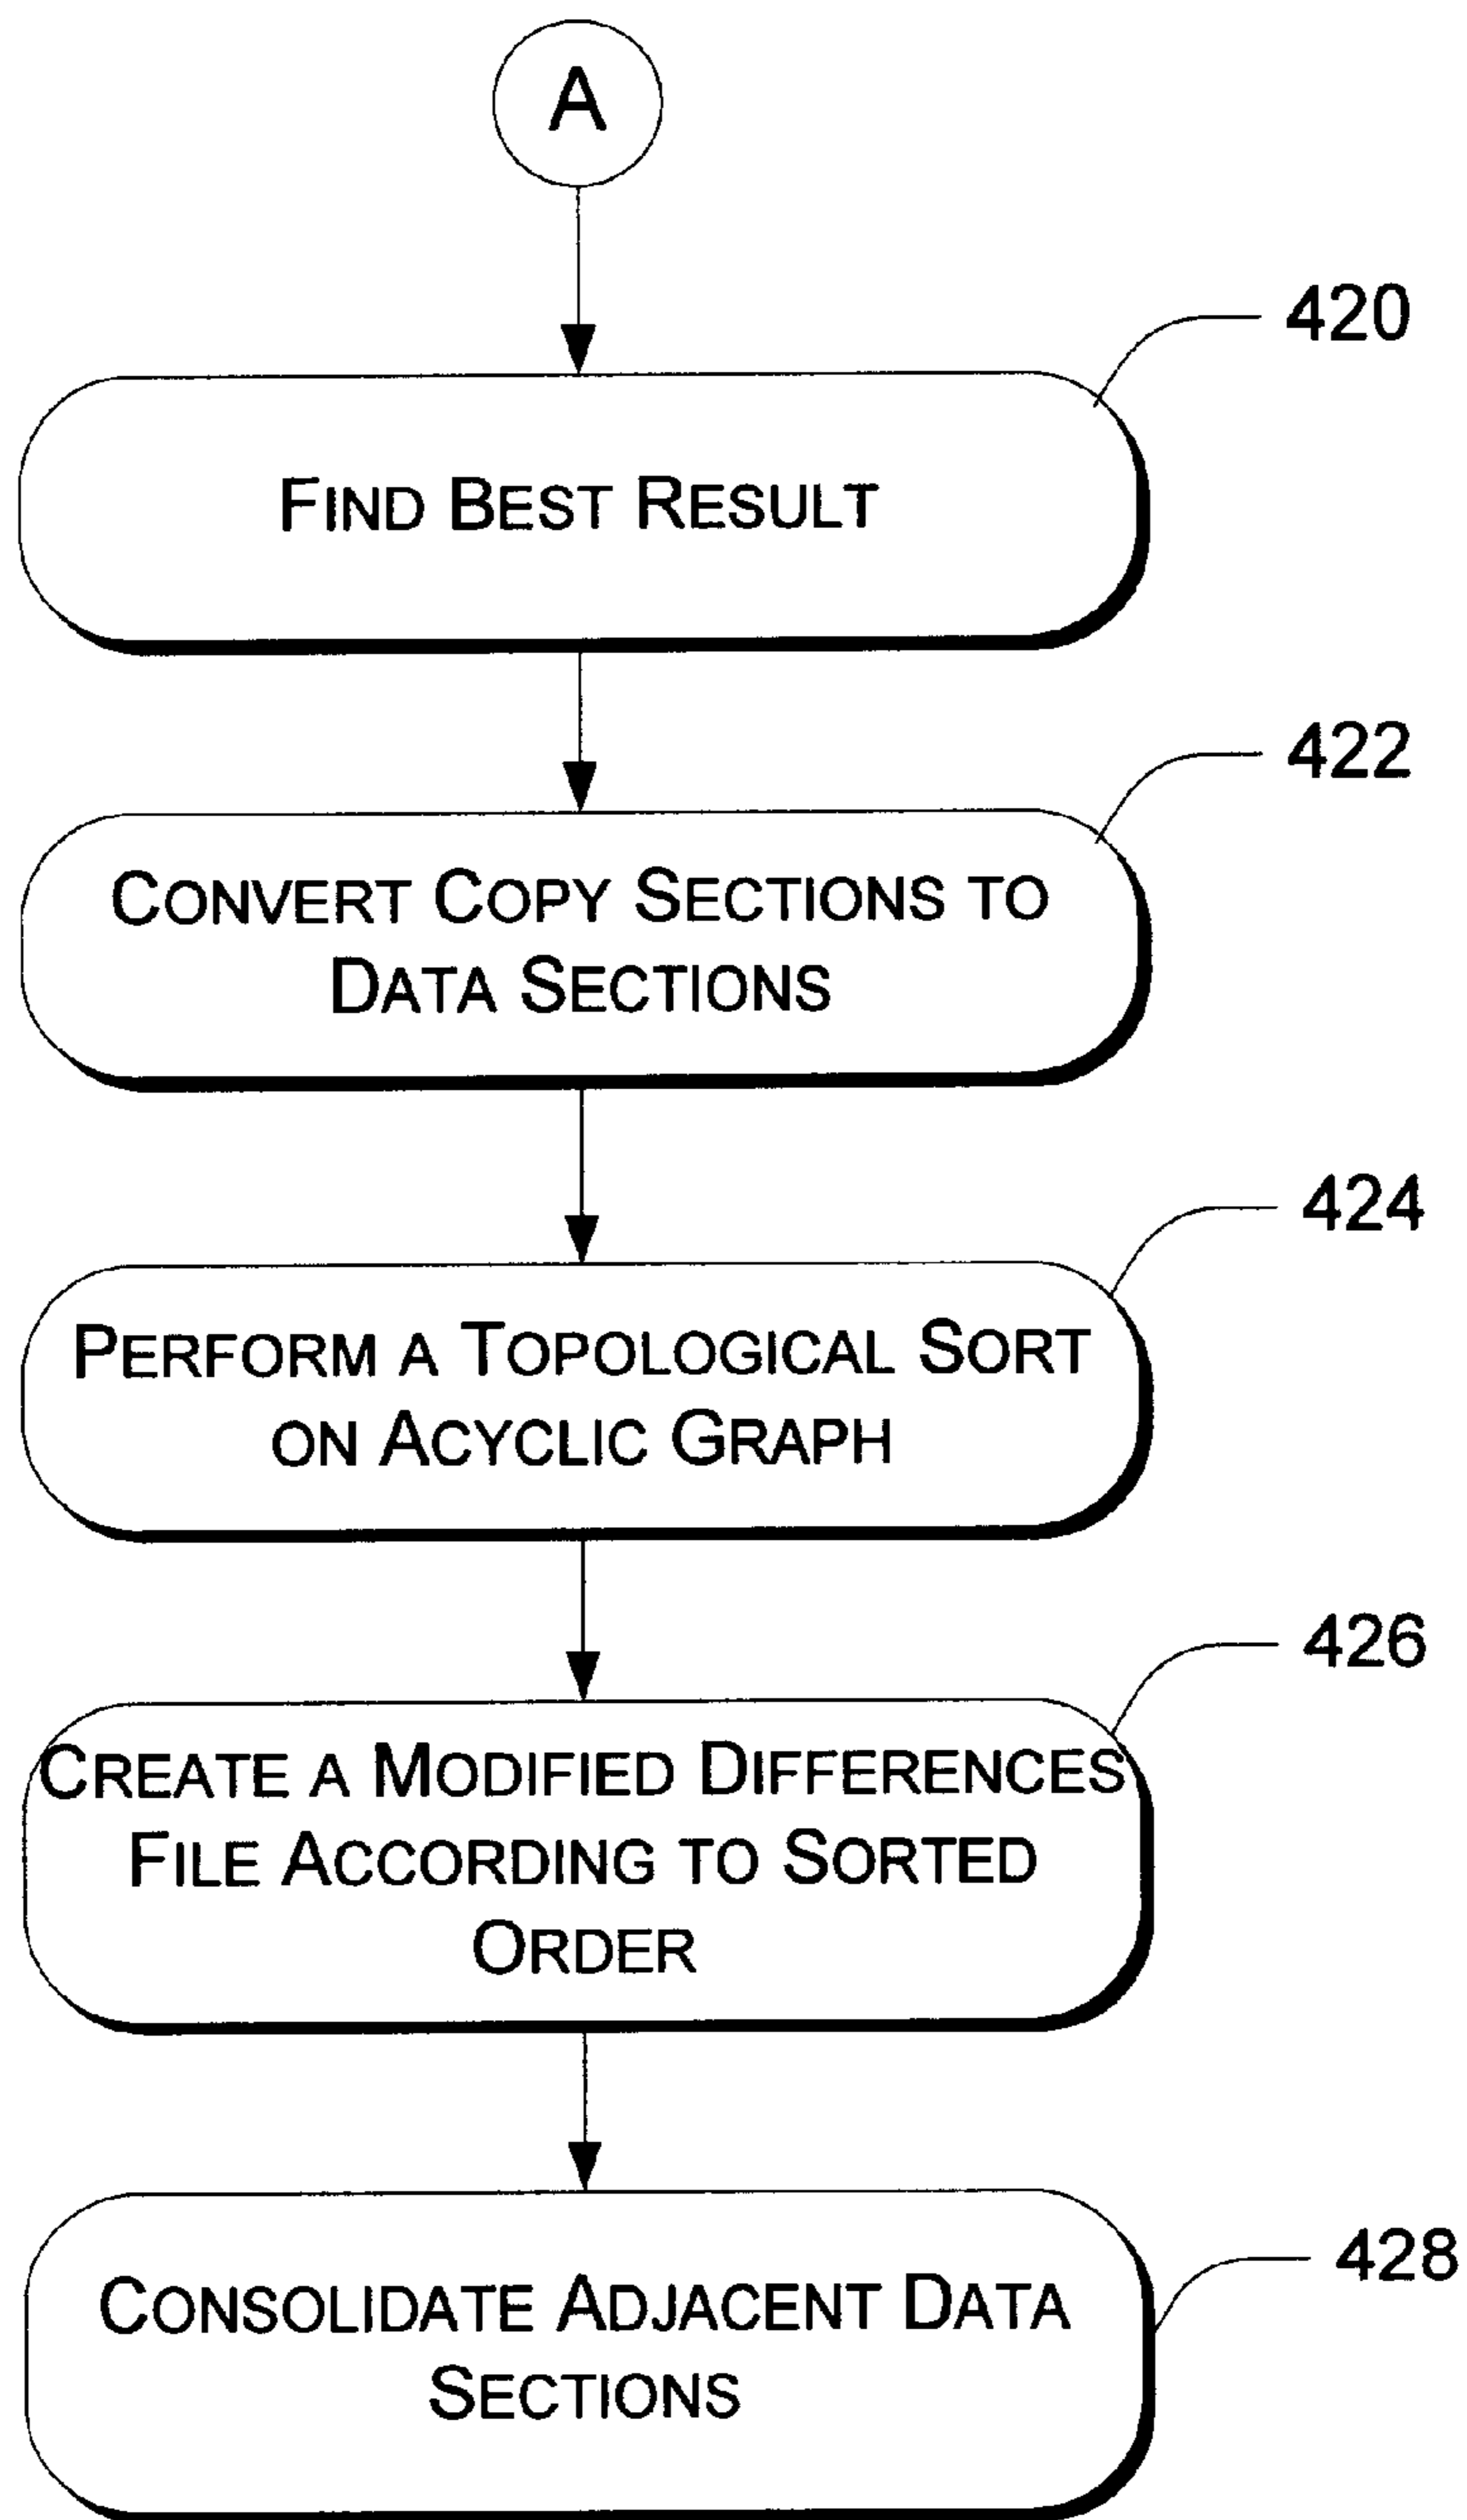 A
420
FIND BEST RESULT
422
CONVERT COPY SECTIONS TO
DATA SECTIONS
424
PERFORM A TOPOLOGICAL SORT
ON ACYCLIC GRAPH
426
CREATE A MODIFIED DIFFERENCES
FILE ACCORDING TO SORTED
ORDER
428
CONSOLIDATE ADJACENT DATA
SECTIONS